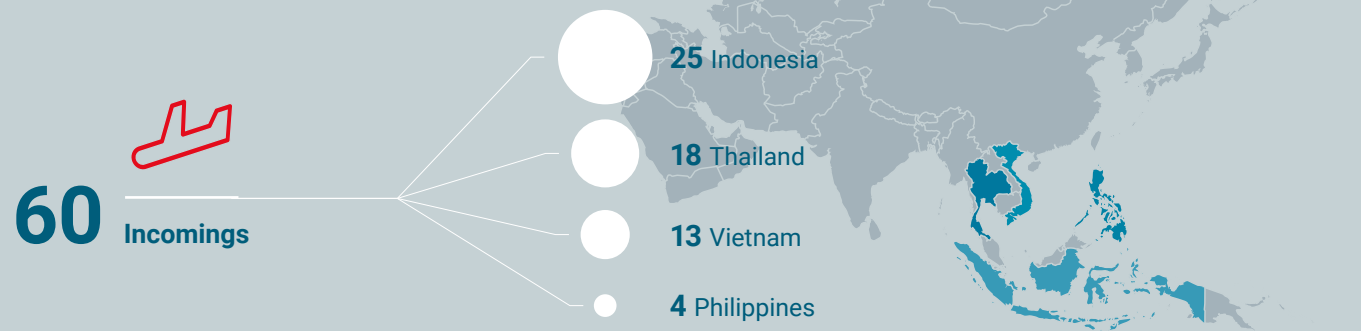 60 Incomings
25 Indonesia
18 Thailand
13 Vietnam
4 Philippines